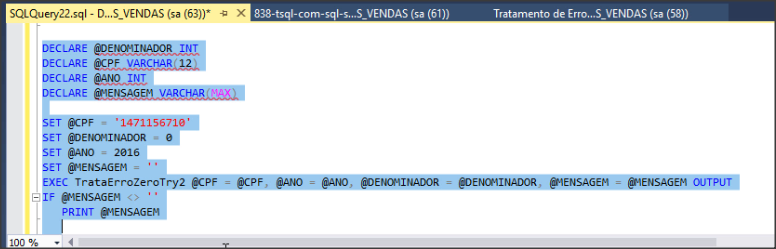 SQLQuery22.sql - D...S_VENDAS (sa (63))* 838-tsql-com-sql-s...S_VENDAS (sa (61)) Tratamento de Erro...S_VENDAS (sa (58))
DECLARE @DENOMINADOR INT
DECLARE @CPF VARCHAR(12)
DECLARE @ANO INT
DECLARE @MENSAGEM VARCHAR(MAX)
SET @CPF = '1471156710'
SET @DENOMINADOR = 0
SET @ANO = 2016
SET @MENSAGEM = ''
EXEC TrataErroZeroTry2 @CPF = @CPF, @ANO = @ANO, @DENOMINADOR = @DENOMINADOR, @MENSAGEM = @MENSAGEM OUTPUT
IF @MENSAGEM <> ''
PRINT @MENSAGEM
100 %